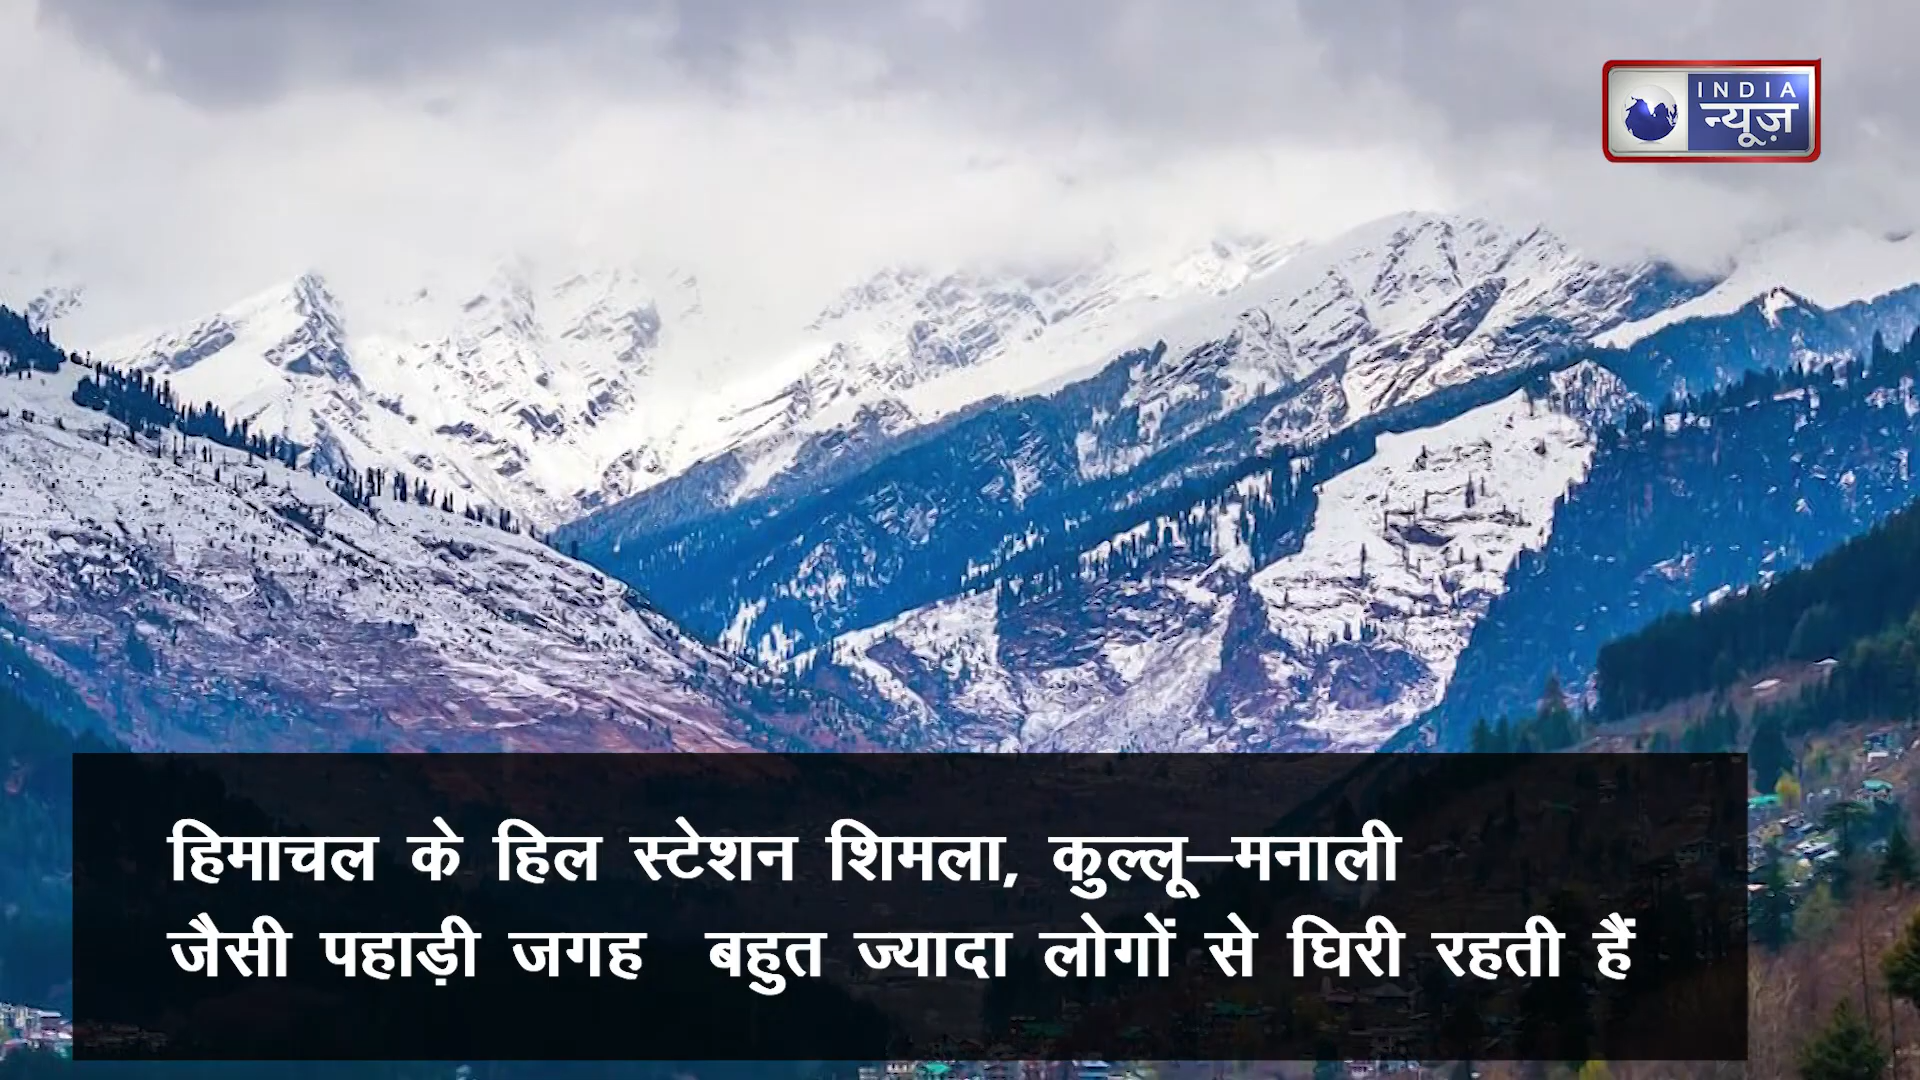 INDIA
न्यूज़
हिमाचल के हिल स्टेशन शिमला, कुल्लू–मनाली
जैसी पहाड़ी जगह बहुत ज्यादा लोगों से घिरी रहती हैं